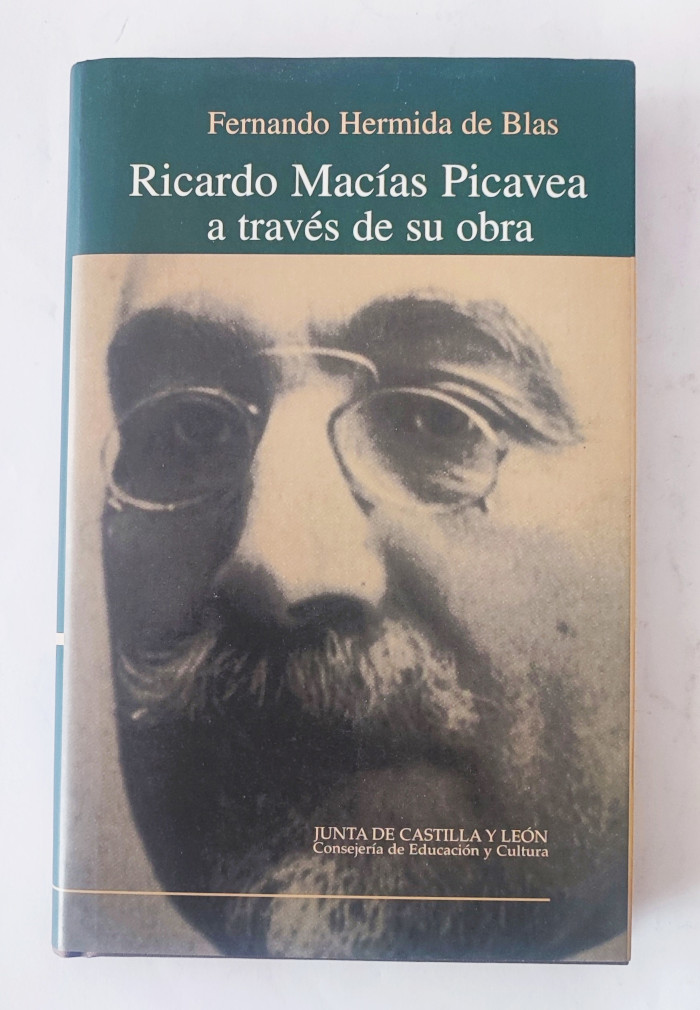 Fernando Hermida de Blas
Ricardo Macías Picavea
a través de su obra
JUNTA DE CASTILLA Y LEÓN
Consejería de Educación y Cultura